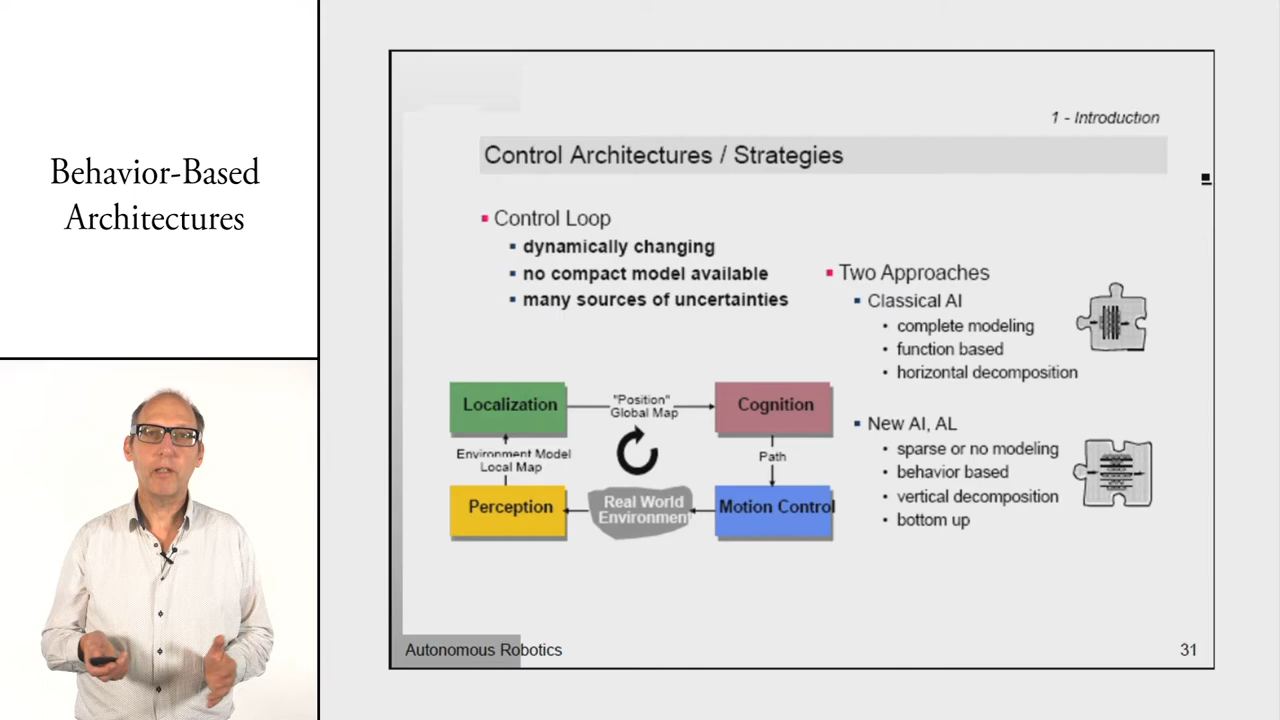 Behavior-Based
Architectures
1 - Introduction
Control Architectures / Strategies
Control Loop
dynamically changing
no compact model available
many sources of uncertainties
Two Approaches
Classical AI
complete modeling
function based
horizontal decomposition
New AI, AL
sparse or no modeling
behavior based
vertical decomposition
bottom up
Localization
"Position"
Global Map
Cognition
Environment Model
Local Map
Path
Perception
Real World
Environment
Motion Control
Autonomous Robotics
31